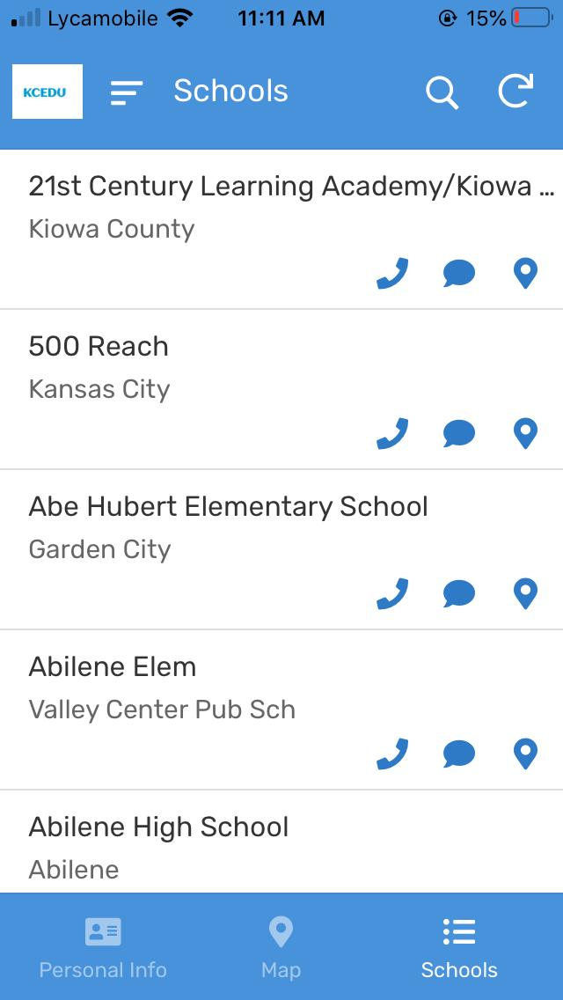 Lycamobile 11:11 AM 15%
KCEDU Schools
21st Century Learning Academy/Kiowa ...
Kiowa County
500 Reach
Kansas City
Abe Hubert Elementary School
Garden City
Abilene Elem
Valley Center Pub Sch
Abilene High School
Abilene
Personal Info Map Schools